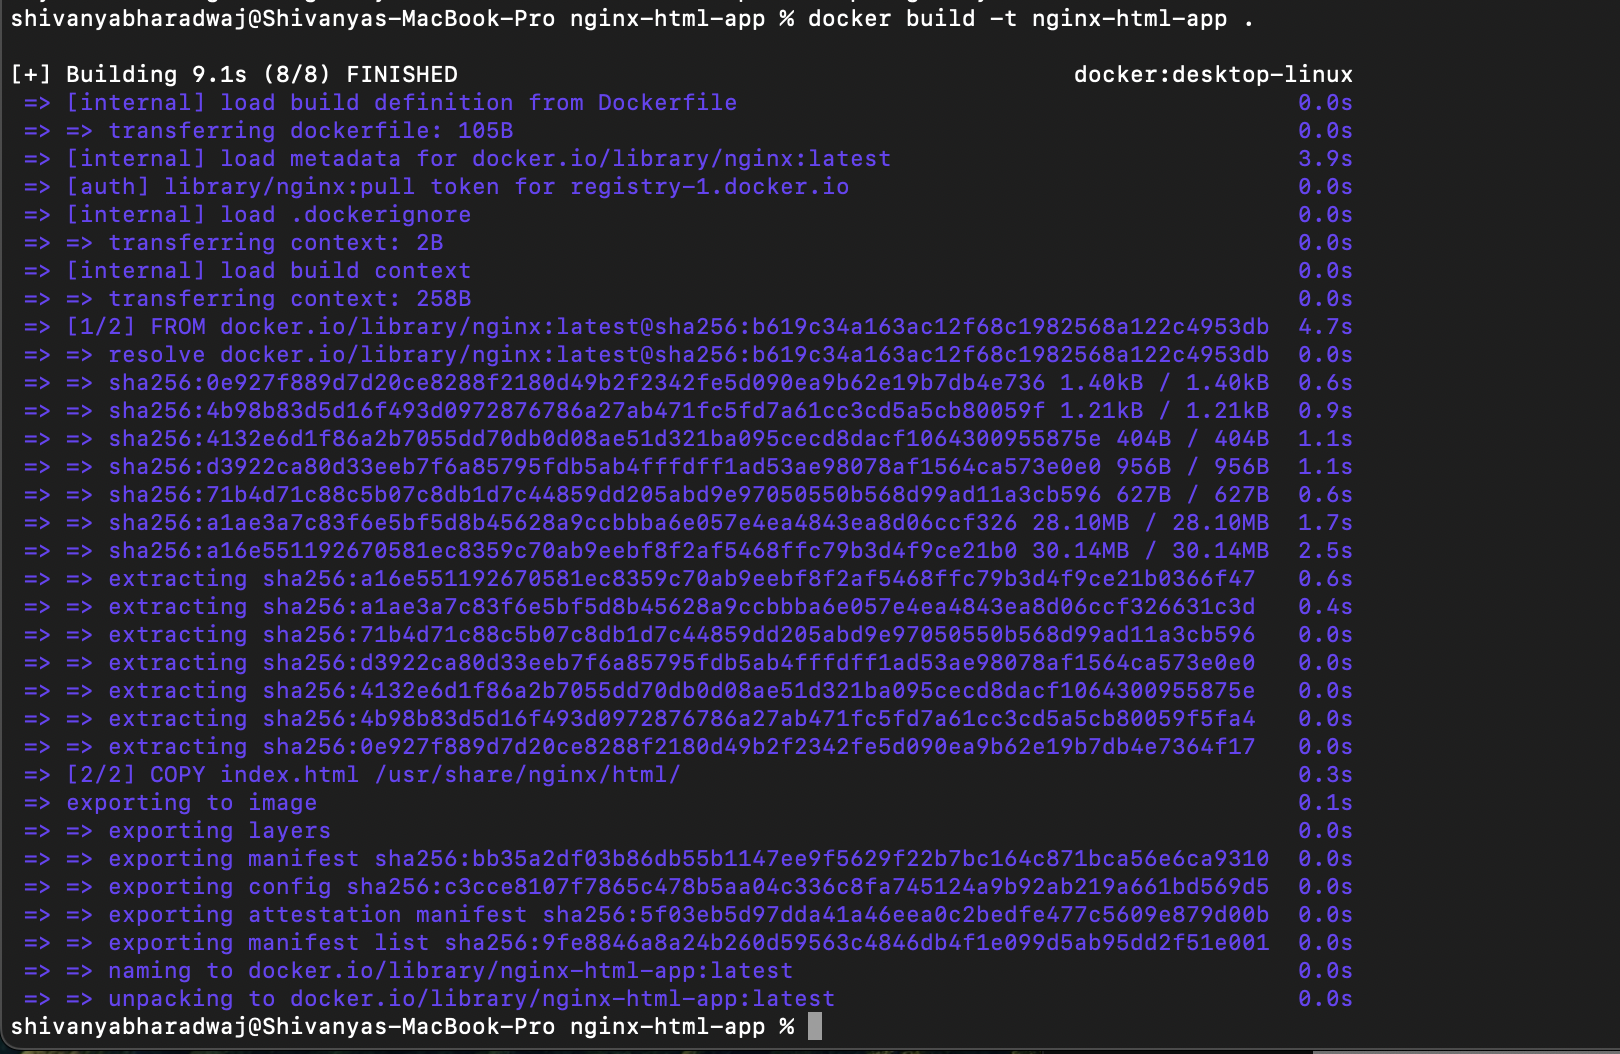 shivanyabharadwaj@Shivanyas-MacBook-Pro nginx-html-app % docker build -t nginx-html-app .
[+] Building 9.1s (8/8) FINISHED docker:desktop-linux
=> [internal] load build definition from Dockerfile 0.0s
=> => transferring dockerfile: 105B 0.0s
=> [internal] load metadata for docker.io/library/nginx:latest 3.9s
=> [auth] library/nginx:pull token for registry-1.docker.io 0.0s
=> [internal] load .dockerignore 0.0s
=> => transferring context: 2B 0.0s
=> [internal] load build context 0.0s
=> => transferring context: 258B 0.0s
=> [1/2] FROM docker.io/library/nginx:latest@sha256:b619c34a163ac12f68c1982568a122c4953db 4.7s
=> => resolve docker.io/library/nginx:latest@sha256:b619c34a163ac12f68c1982568a122c4953db 0.0s
=> => sha256:0e927f889d7d20ce8288f2180d49b2f2342fe5d090ea9b62e19b7db4e736 1.40kB / 1.40kB 0.6s
=> => sha256:4b98b83d5d16f493d0972876786a27ab471fc5fd7a61cc3cd5a5cb80059f 1.21kB / 1.21kB 0.9s
=> => sha256:4132e6d1f86a2b7055dd70db0d08ae51d321ba095cecd8dacf1064300955875e 404B / 404B 1.1s
=> => sha256:d3922ca80d33eeb7f6a85795fdb5ab4fffdff1ad53ae98078af1564ca573e0e0 956B / 956B 1.1s
=> => sha256:71b4d71c88c5b07c8db1d7c44859dd205abd9e97050550b568d99ad11a3cb596 627B / 627B 0.6s
=> => sha256:a1ae3a7c83f6e5bf5d8b45628a9ccbbba6e057e4ea4843ea8d06ccf326 28.10MB / 28.10MB 1.7s
=> => sha256:a16e551192670581ec8359c70ab9eebf8f2af5468ffc79b3d4f9ce21b0 30.14MB / 30.14MB 2.5s
=> => extracting sha256:a16e551192670581ec8359c70ab9eebf8f2af5468ffc79b3d4f9ce21b0366f47 0.6s
=> => extracting sha256:a1ae3a7c83f6e5bf5d8b45628a9ccbbba6e057e4ea4843ea8d06ccf326631c3d 0.4s
=> => extracting sha256:71b4d71c88c5b07c8db1d7c44859dd205abd9e97050550b568d99ad11a3cb596 0.0s
=> => extracting sha256:d3922ca80d33eeb7f6a85795fdb5ab4fffdff1ad53ae98078af1564ca573e0e0 0.0s
=> => extracting sha256:4132e6d1f86a2b7055dd70db0d08ae51d321ba095cecd8dacf1064300955875e 0.0s
=> => extracting sha256:4b98b83d5d16f493d0972876786a27ab471fc5fd7a61cc3cd5a5cb80059f5fa4 0.0s
=> => extracting sha256:0e927f889d7d20ce8288f2180d49b2f2342fe5d090ea9b62e19b7db4e7364f17 0.0s
=> [2/2] COPY index.html /usr/share/nginx/html/ 0.3s
=> exporting to image 0.1s
=> => exporting layers 0.0s
=> => exporting manifest sha256:bb35a2df03b86db55b1147ee9f5629f22b7bc164c871bca56e6ca9310 0.0s
=> => exporting config sha256:c3cce8107f7865c478b5aa04c336c8fa745124a9b92ab219a661bd569d5 0.0s
=> => exporting attestation manifest sha256:5f03eb5d97dda41a46eea0c2bedfe477c5609e879d00b 0.0s
=> => exporting manifest list sha256:9fe8846a8a24b260d59563c4846db4f1e099d5ab95dd2f51e001 0.0s
=> => naming to docker.io/library/nginx-html-app:latest 0.0s
=> => unpacking to docker.io/library/nginx-html-app:latest 0.0s
shivanyabharadwaj@Shivanyas-MacBook-Pro nginx-html-app %